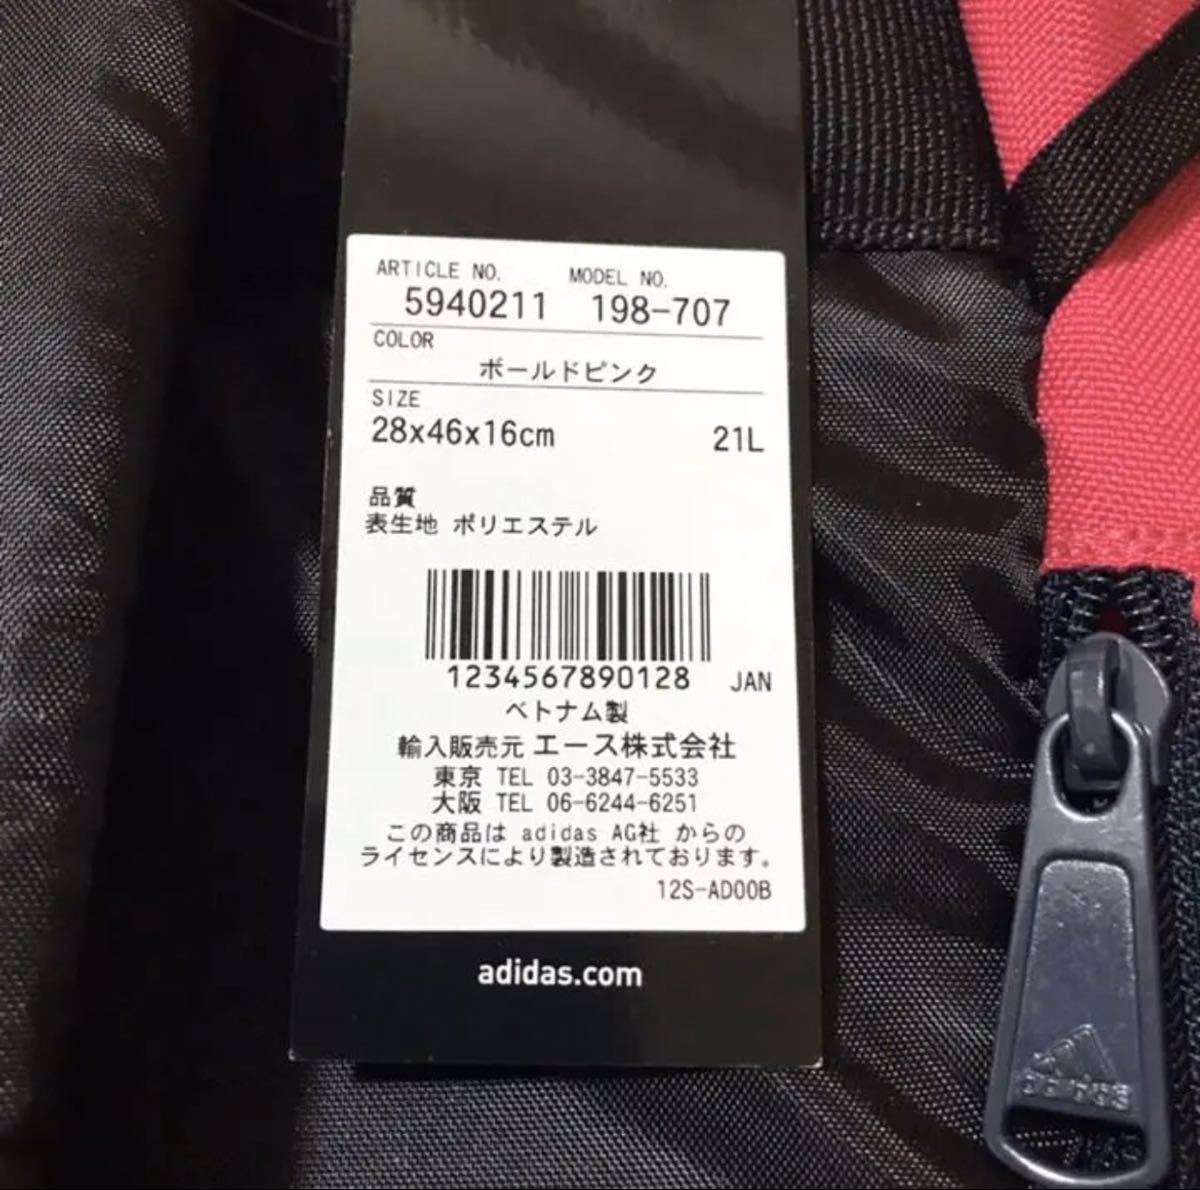 ARTICLE NO. MODEL NO.
5940211 198-707
COLOR
ボールドピンク
SIZE
28x46x16cm 21L
品質
表生地 ポリエステル
1234567890128 JAN
ベトナム製
輸入販売元 エース株式会社
東京 TEL 03-3847-5533
大阪 TEL 06-6244-6251
この商品は adidas AG社 からの
ライセンスにより製造されております。
12S-AD00B
adidas.com
adidas